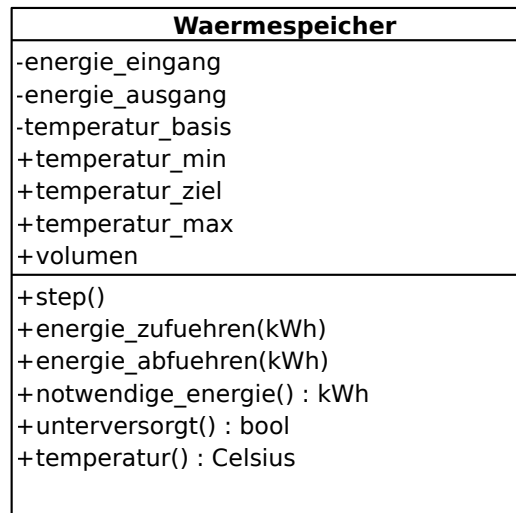 Waermespeicher
-energie_eingang
-energie_ausgang
-temperatur_basis
+temperatur_min
+temperatur_ziel
+temperatur_max
+volumen
+step()
+energie_zufuehren(kWh)
+energie_abfuehren(kWh)
+notwendige_energie() : kWh
+unterversorgt() : bool
+temperatur() : Celsius